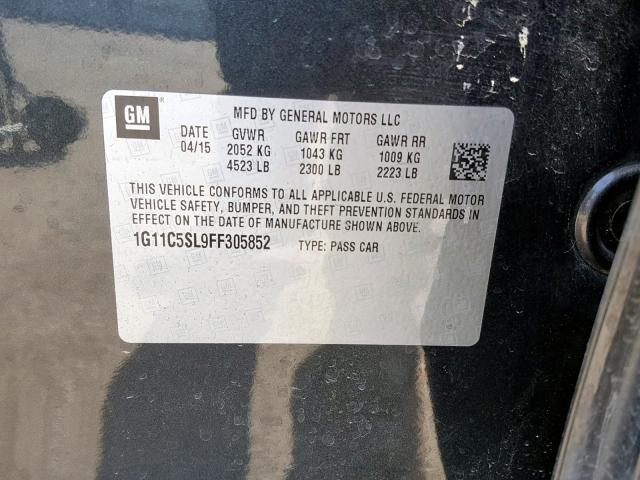 GM ®
MFD BY GENERAL MOTORS LLC
DATE GVWR GAWR FRT GAWR RR
04/15 2052 KG 1043 KG 1009 KG
4523 LB 2300 LB 2223 LB
THIS VEHICLE CONFORMS TO ALL APPLICABLE U.S. FEDERAL MOTOR
VEHICLE SAFETY, BUMPER, AND THEFT PREVENTION STANDARDS IN
EFFECT ON THE DATE OF MANUFACTURE SHOWN ABOVE.
1G11C5SL9FF305852 TYPE: PASS CAR